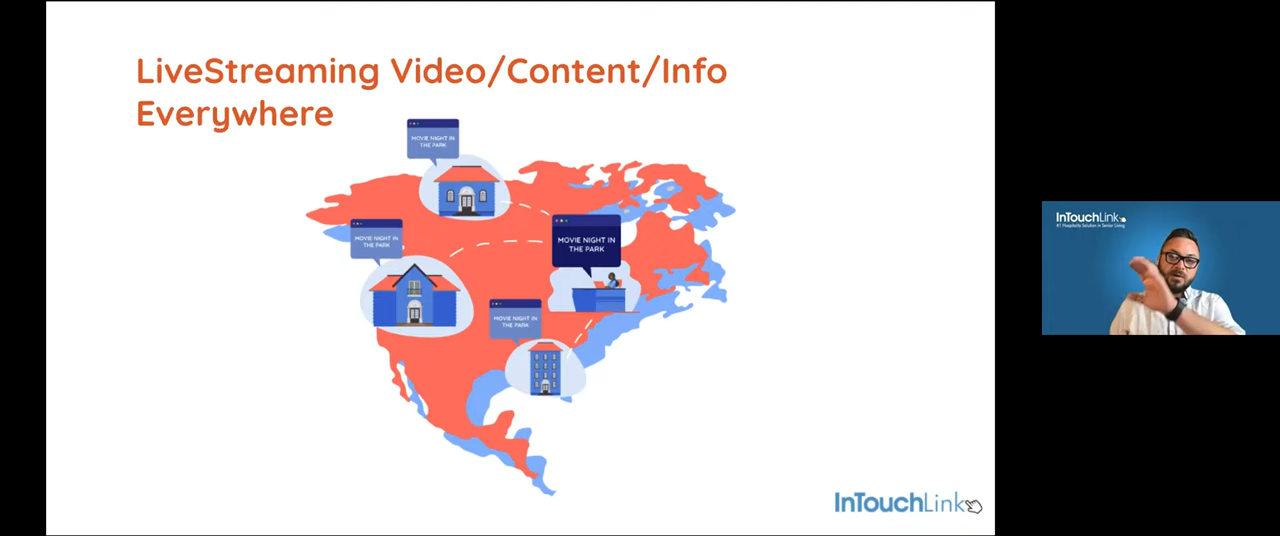 LiveStreaming Video/Content/Info
Everywhere
MOVIE NIGHT IN
THE PARK
MOVIE NIGHT IN
THE PARK
MOVIE NIGHT IN
THE PARK
MOVIE NIGHT IN
THE PARK
InTouchLink
InTouchLink
#1 Hospitality Solution in Senior Living